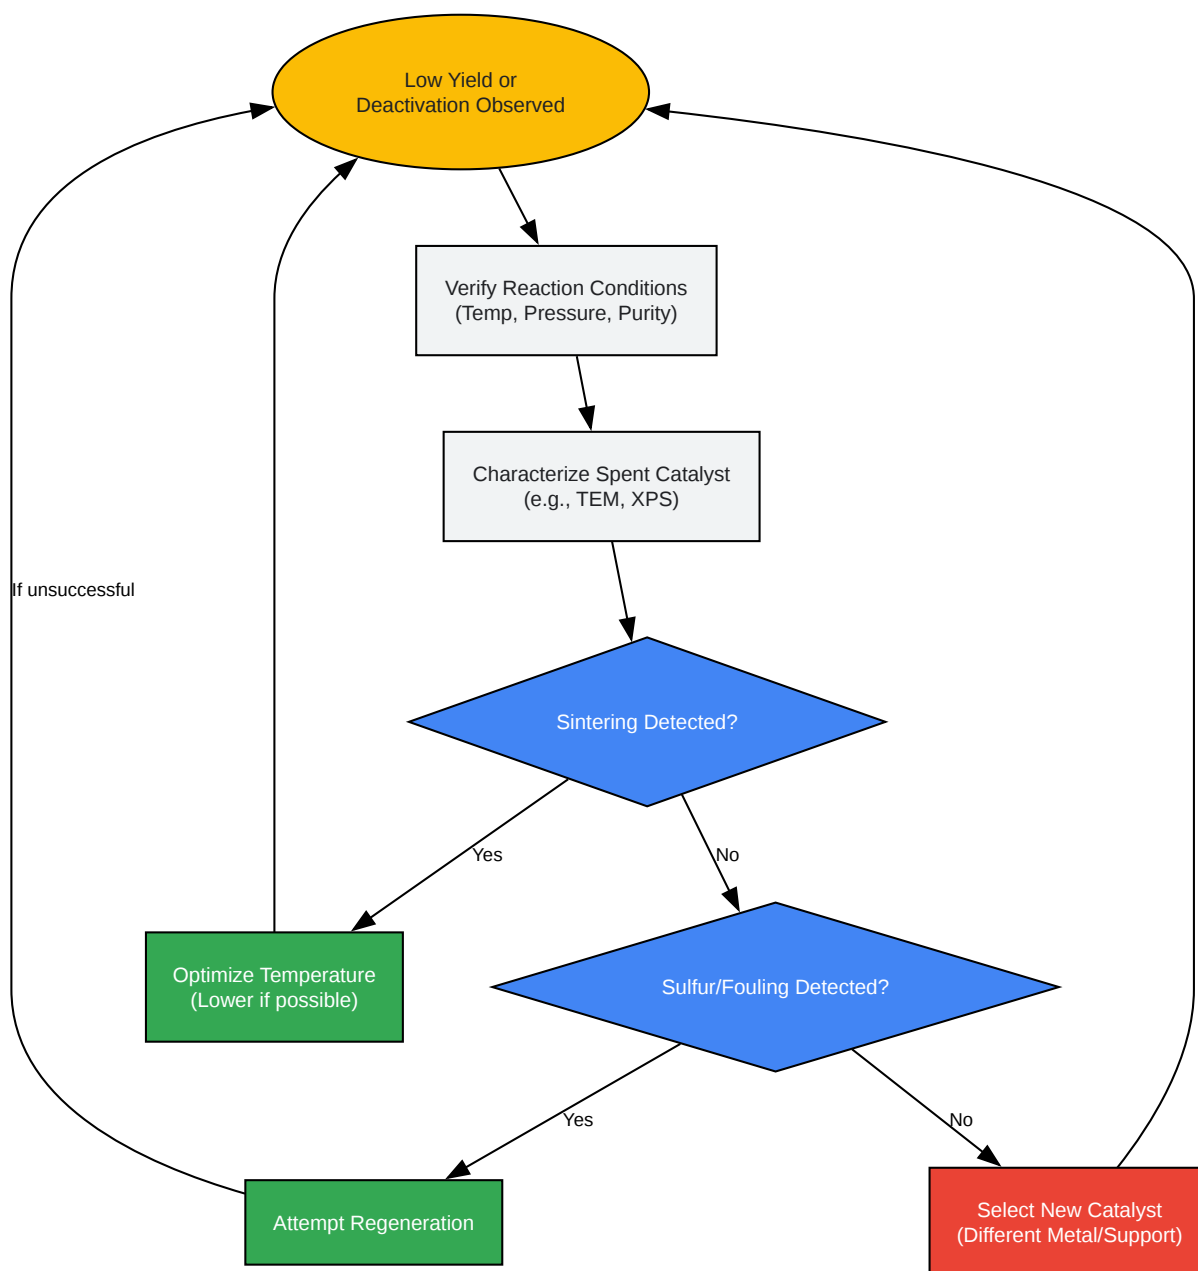 Low Yield or
Deactivation Observed
Verify Reaction Conditions
(Temp, Pressure, Purity)
Characterize Spent Catalyst
(e.g., TEM, XPS)
If unsuccessful
Sintering Detected?
Yes
No
Optimize Temperature
(Lower if possible)
Sulfur/Fouling Detected?
Yes
No
Attempt Regeneration
Select New Catalyst
(Different Metal/Support)